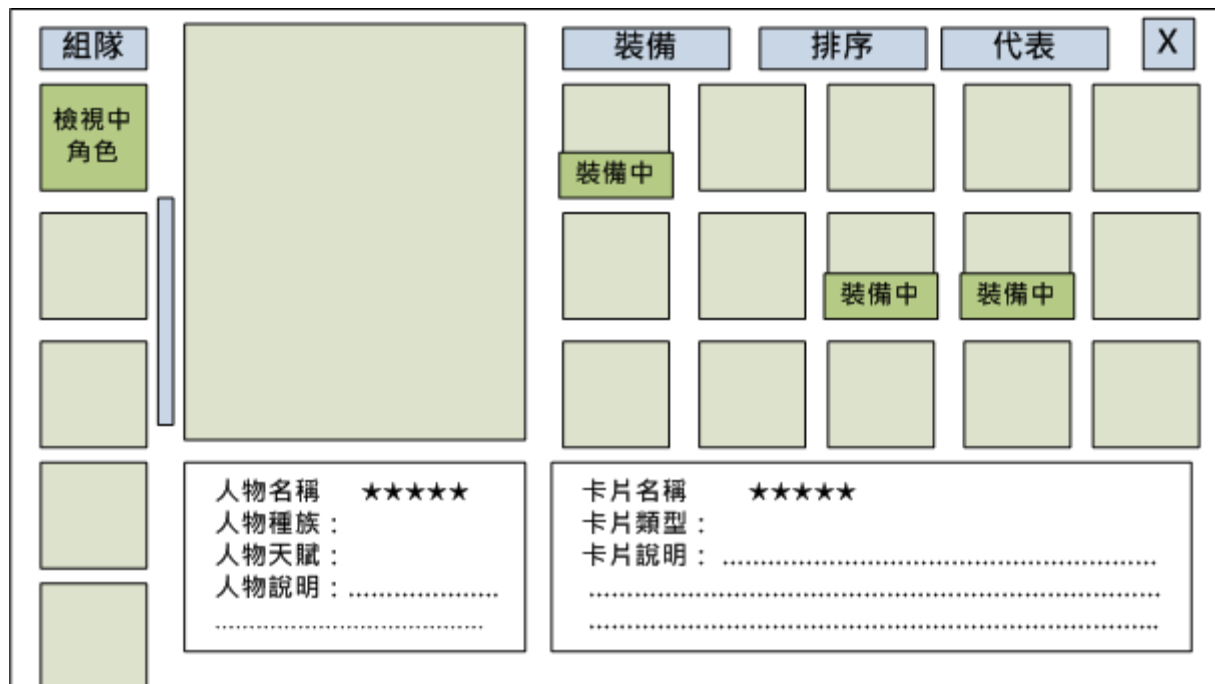 組隊
裝備
排序
代表
X
檢視中
角色
裝備中
裝備中
裝備中
人物名稱 ★★★★★
人物種族：
人物天賦：
人物說明：....................
....................................
卡片名稱 ★★★★★
卡片類型：
卡片說明：..........................................................
............................................................................
............................................................................